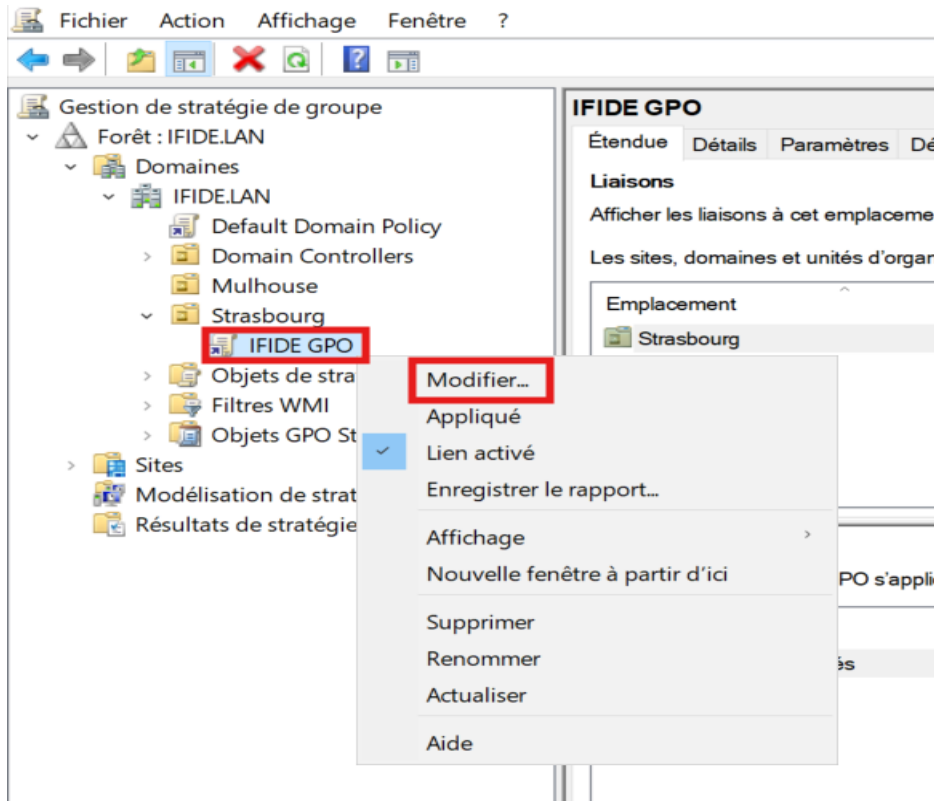 Fichier Action Affichage Fenêtre ?
Gestion de stratégie de groupe
Forêt : IFIDE.LAN
Domaines
IFIDE.LAN
Default Domain Policy
Domain Controllers
Mulhouse
Strasbourg
IFIDE GPO
Objets de stra
Filtres WMI
Objets GPO St
Sites
Modélisation de strat
Résultats de stratégie
IFIDE GPO
Étendue Détails Paramètres Dé
Liaisons
Afficher les liaisons à cet emplaceme
Les sites, domaines et unités d'organ
Emplacement
Strasbourg
PO s'appli
és
Modifier...
Appliqué
Lien activé
Enregistrer le rapport...
Affichage
Nouvelle fenêtre à partir d'ici
Supprimer
Renommer
Actualiser
Aide